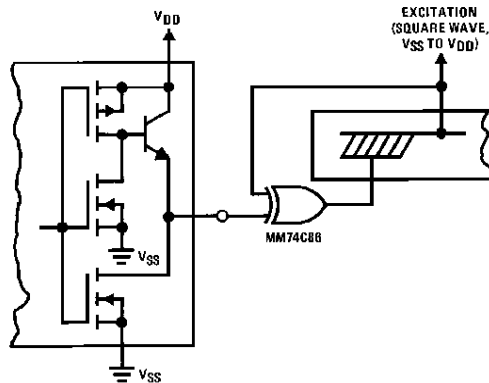 VDD
EXCITATION
(SQUARE WAVE,
VSS TO VDD)
MM74C86
VSS
VSS